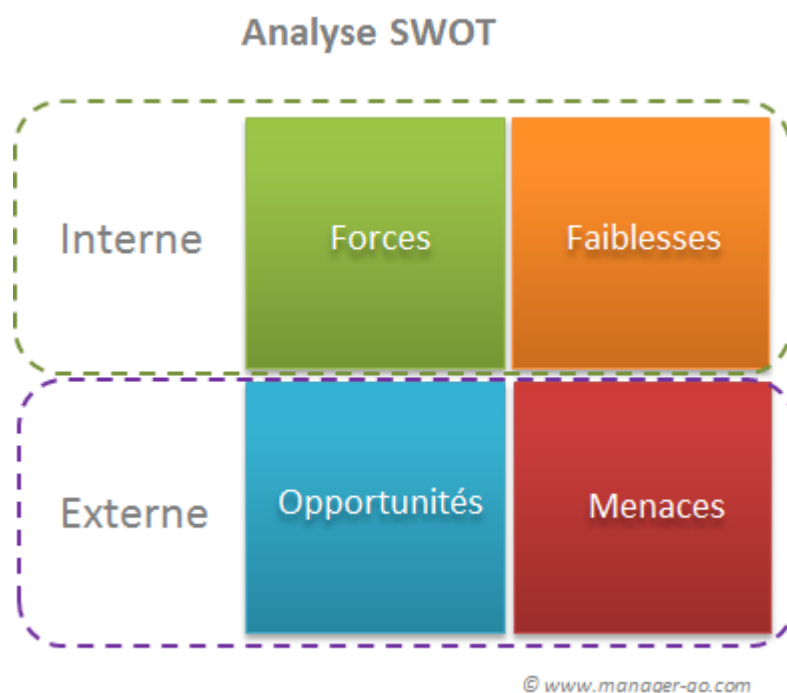 Analyse SWOT
Interne
Forces
Faiblesses
Externe
Opportunités
Menaces
© www.manager-go.com